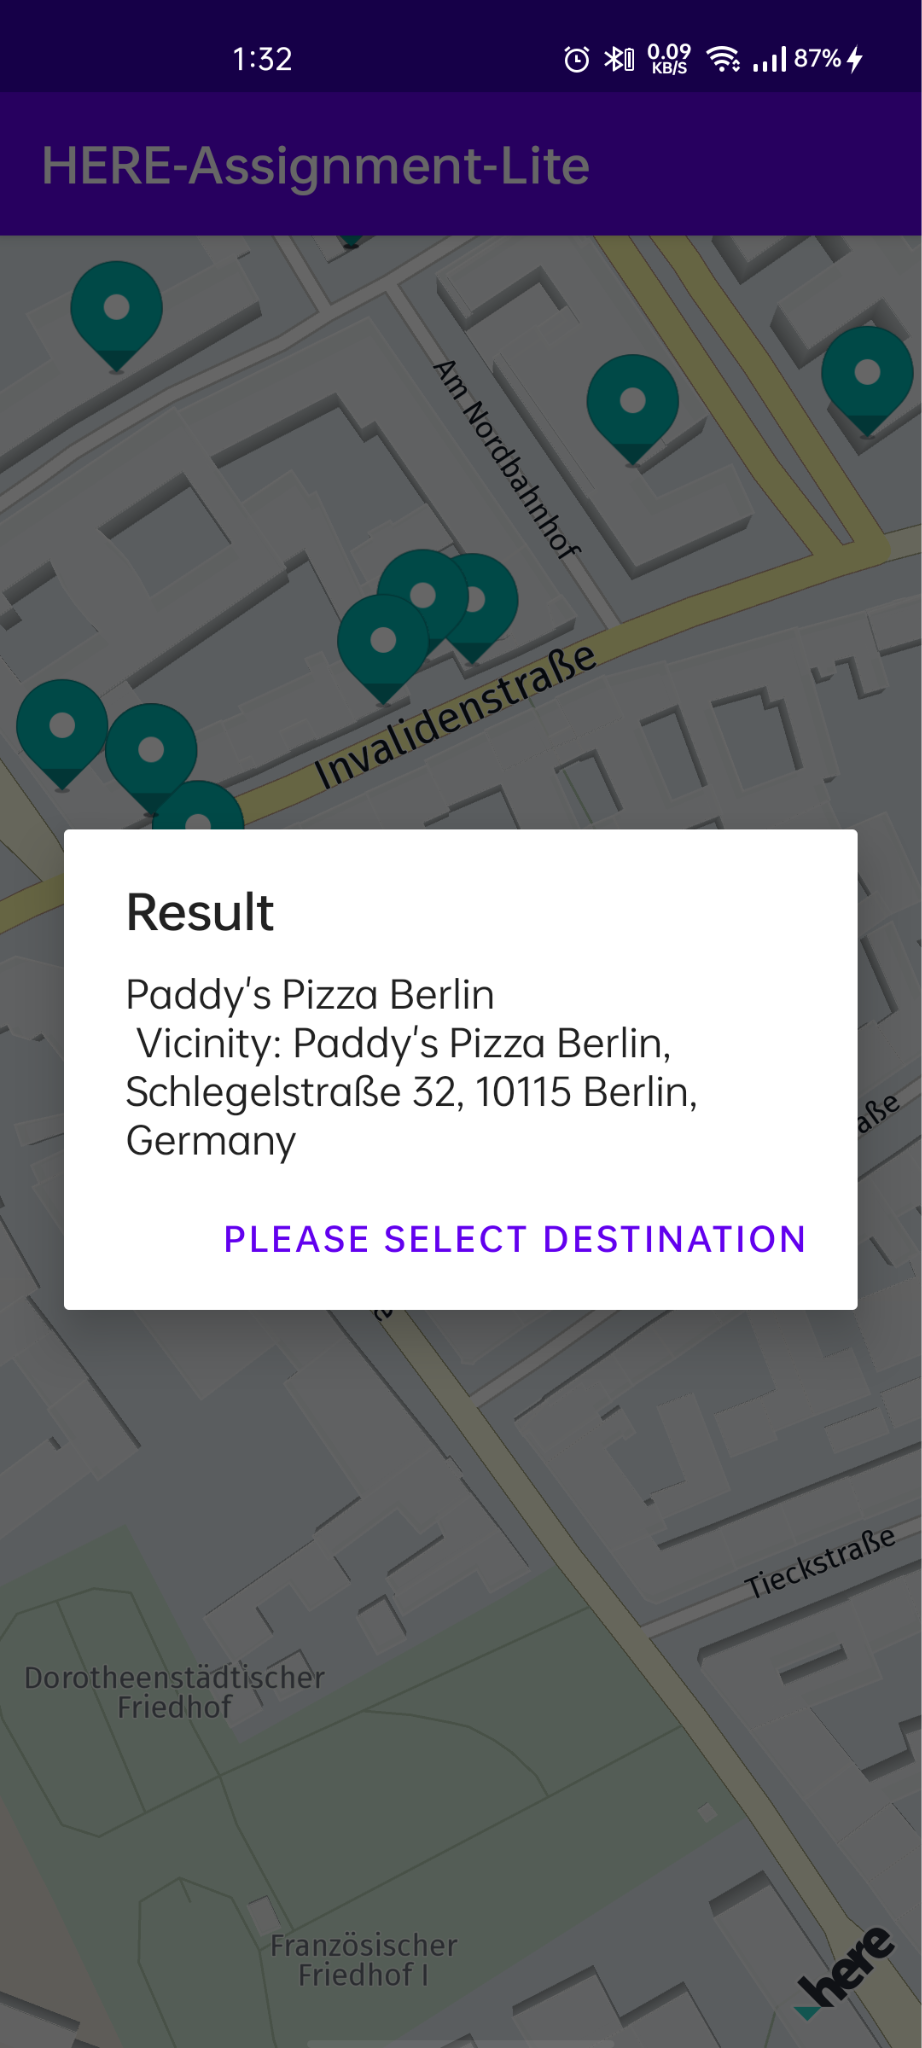 1:32
0.09
KB/S
87%
HERE-Assignment-Lite
Am Nordbahnhof
Invalidenstraße
Result
Paddy's Pizza Berlin
Vicinity: Paddy's Pizza Berlin,
Schlegelstraße 32, 10115 Berlin,
Germany
aße
PLEASE SELECT DESTINATION
Tieckstraße
Dorotheenstädtischer
Friedhof
Französischer
Friedhof I
here